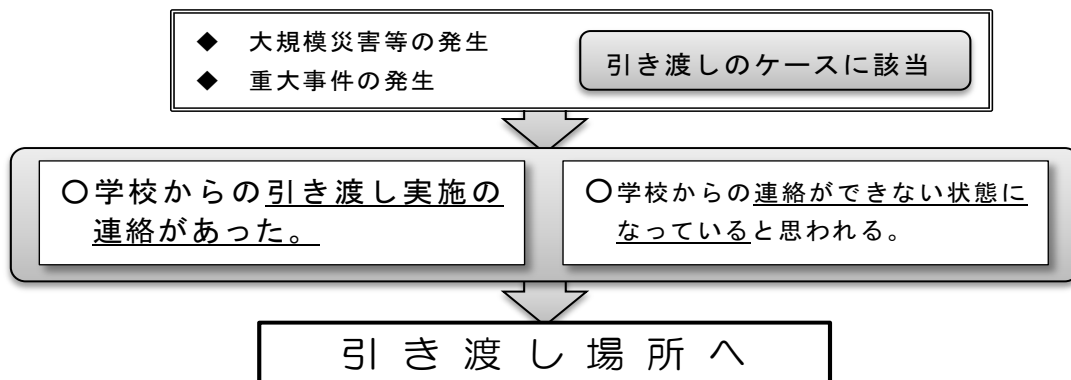 ◆ 大規模災害等の発生
◆ 重大事件の発生
引き渡しのケースに該当
〇学校からの引き渡し実施の
連絡があった。
〇学校からの連絡ができない状態に
なっていると思われる。
引き渡し場所へ